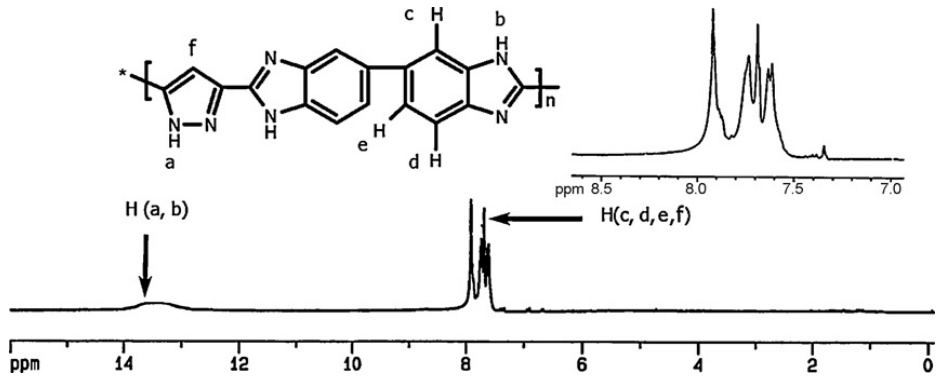 c b
H H
f N
N
* [ ]n
N N N
H H H
a e H
d
ppm 8.5 8.0 7.5 7.0
H (a, b) H(c, d, e,f)
ppm 14 12 10 8 6 4 2 0